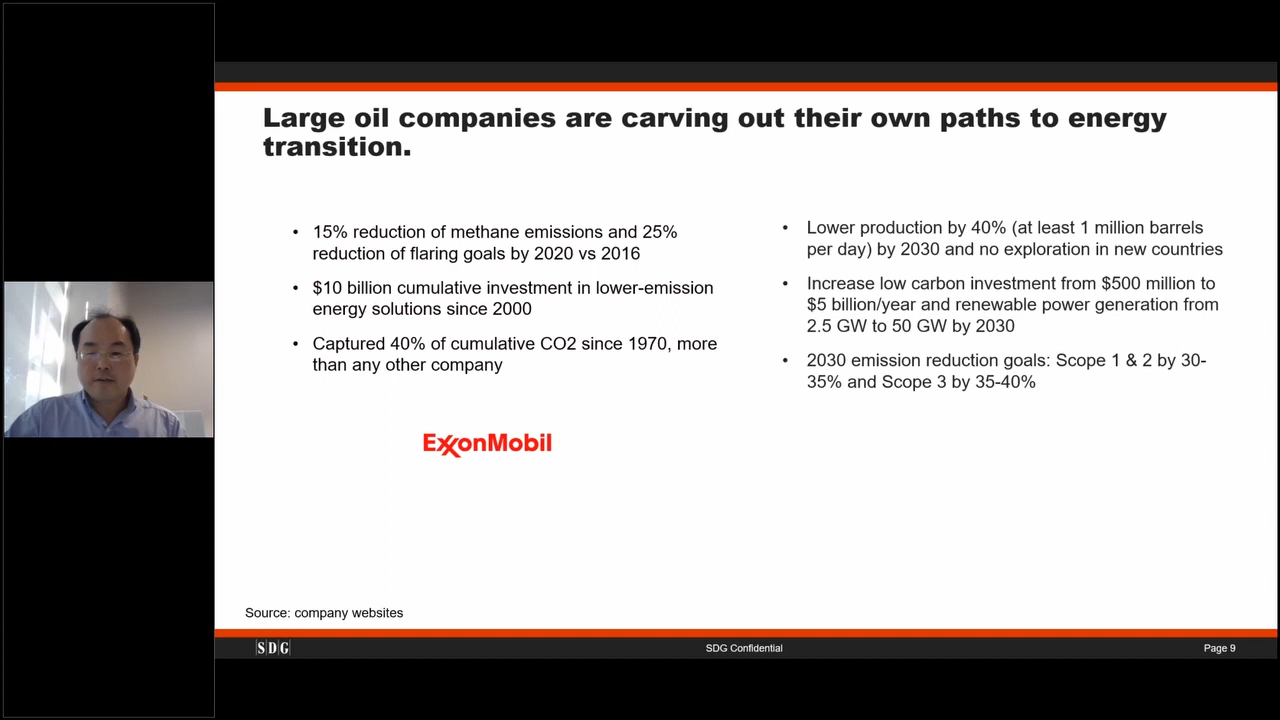 Large oil companies are carving out their own paths to energy
transition.
• 15% reduction of methane emissions and 25%
reduction of flaring goals by 2020 vs 2016
• $10 billion cumulative investment in lower-emission
energy solutions since 2000
• Captured 40% of cumulative CO2 since 1970, more
than any other company
ExxonMobil
• Lower production by 40% (at least 1 million barrels
per day) by 2030 and no exploration in new countries
• Increase low carbon investment from $500 million to
$5 billion/year and renewable power generation from
2.5 GW to 50 GW by 2030
• 2030 emission reduction goals: Scope 1 & 2 by 30-
35% and Scope 3 by 35-40%
Source: company websites
SDG
SDG Confidential
Page 9